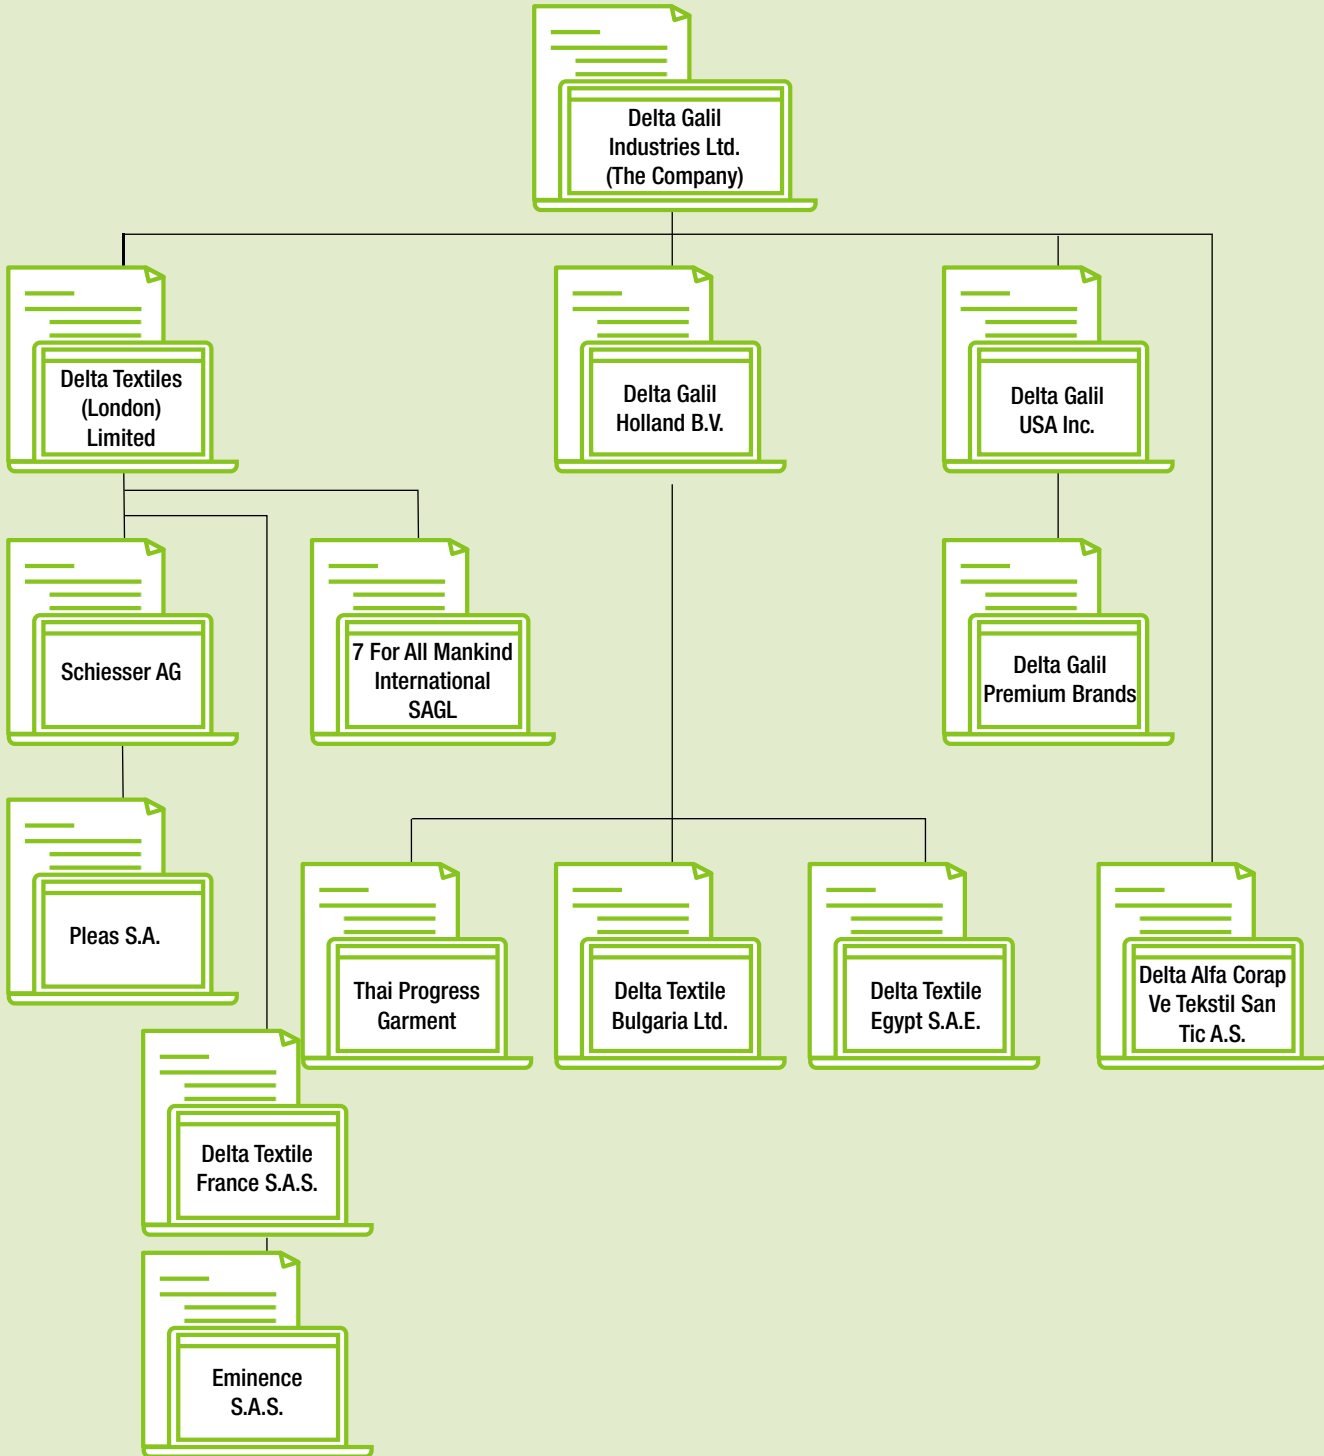 Delta Galil
Industries Ltd.
(The Company)
Delta Textiles
(London)
Limited
Delta Galil
Holland B.V.
Delta Galil
USA Inc.
Schiesser AG
7 For All Mankind
International
SAGL
Delta Galil
Premium Brands
Pleas S.A.
Thai Progress
Garment
Delta Textile
Bulgaria Ltd.
Delta Textile
Egypt S.A.E.
Delta Alfa Corap
Ve Tekstil San
Tic A.S.
Delta Textile
France S.A.S.
Eminence
S.A.S.